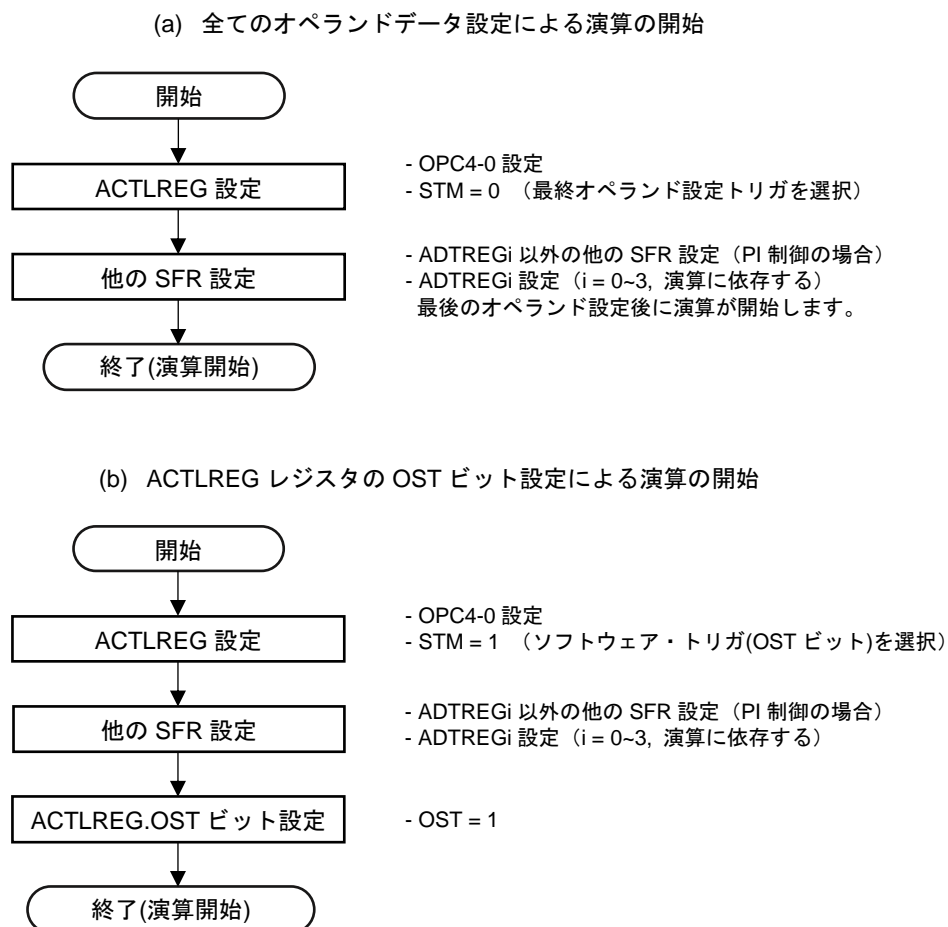 (a) 全てのオペランドデータ設定による演算の開始
開始
ACTLREG 設定
- OPC4-0 設定
- STM = 0 （最終オペランド設定トリガを選択）
他の SFR 設定
- ADTREGi 以外の他の SFR 設定（PI 制御の場合）
- ADTREGi 設定（i = 0~3, 演算に依存する）
最後のオペランド設定後に演算が開始します。
終了(演算開始)
(b) ACTLREG レジスタの OST ビット設定による演算の開始
開始
ACTLREG 設定
- OPC4-0 設定
- STM = 1 （ソフトウェア・トリガ(OST ビット)を選択）
他の SFR 設定
- ADTREGi 以外の他の SFR 設定（PI 制御の場合）
- ADTREGi 設定（i = 0~3, 演算に依存する）
ACTLREG.OST ビット設定
- OST = 1
終了(演算開始)